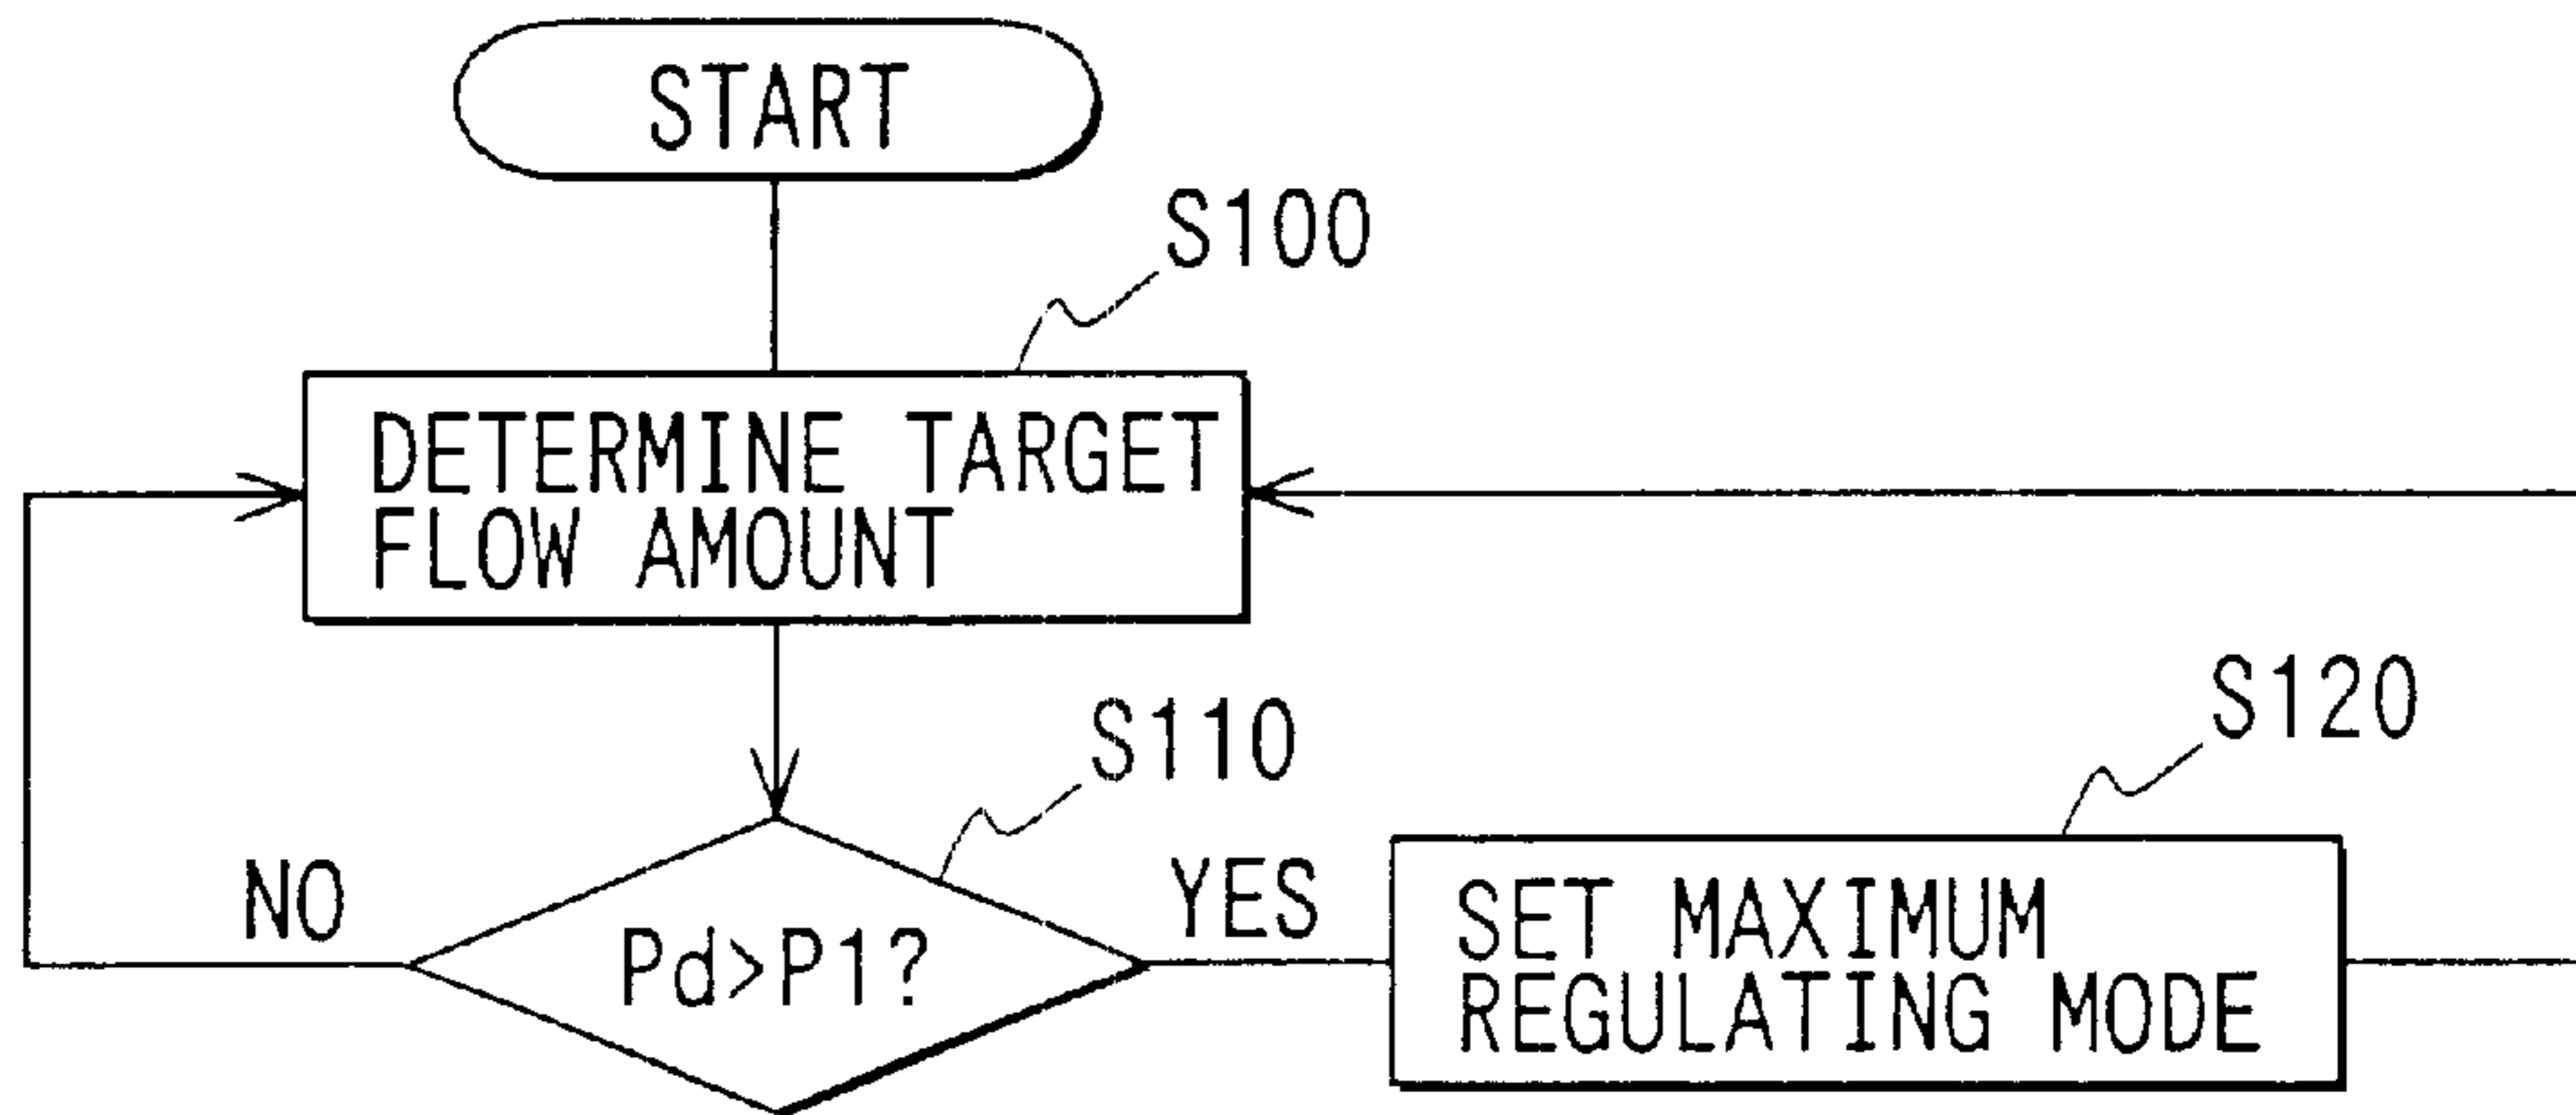 START
S100
DETERMINE TARGET
FLOW AMOUNT
S110
S120
NO
Pd>P1?
YES
SET MAXIMUM
REGULATING MODE